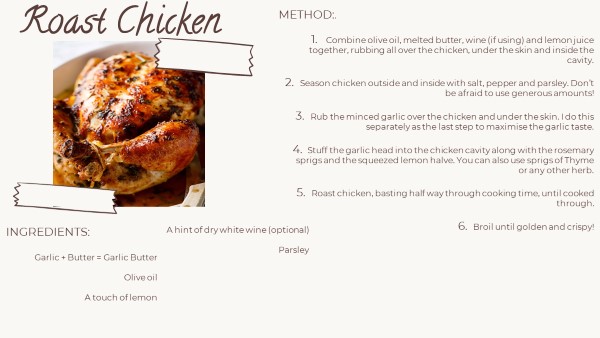 Roast Chicken
INGREDIENTS:
Garlic + Butter = Garlic Butter
Olive oil
A touch of lemon
A hint of dry white wine (optional)
Parsley
METHOD:.
1. Combine olive oil, melted butter, wine (if using) and lemon juice
together, rubbing all over the chicken, under the skin and inside the
cavity.
2. Season chicken outside and inside with salt, pepper and parsley. Don't
be afraid to use generous amounts!
3. Rub the minced garlic over the chicken and under the skin. I do this
separately as the last step to maximise the garlic taste.
4. Stuff the garlic head into the chicken cavity along with the rosemary
sprigs and the squeezed lemon halve. You can also use sprigs of Thyme
or any other herb.
5. Roast chicken, basting half way through cooking time, until cooked
through.
6. Broil until golden and crispy!